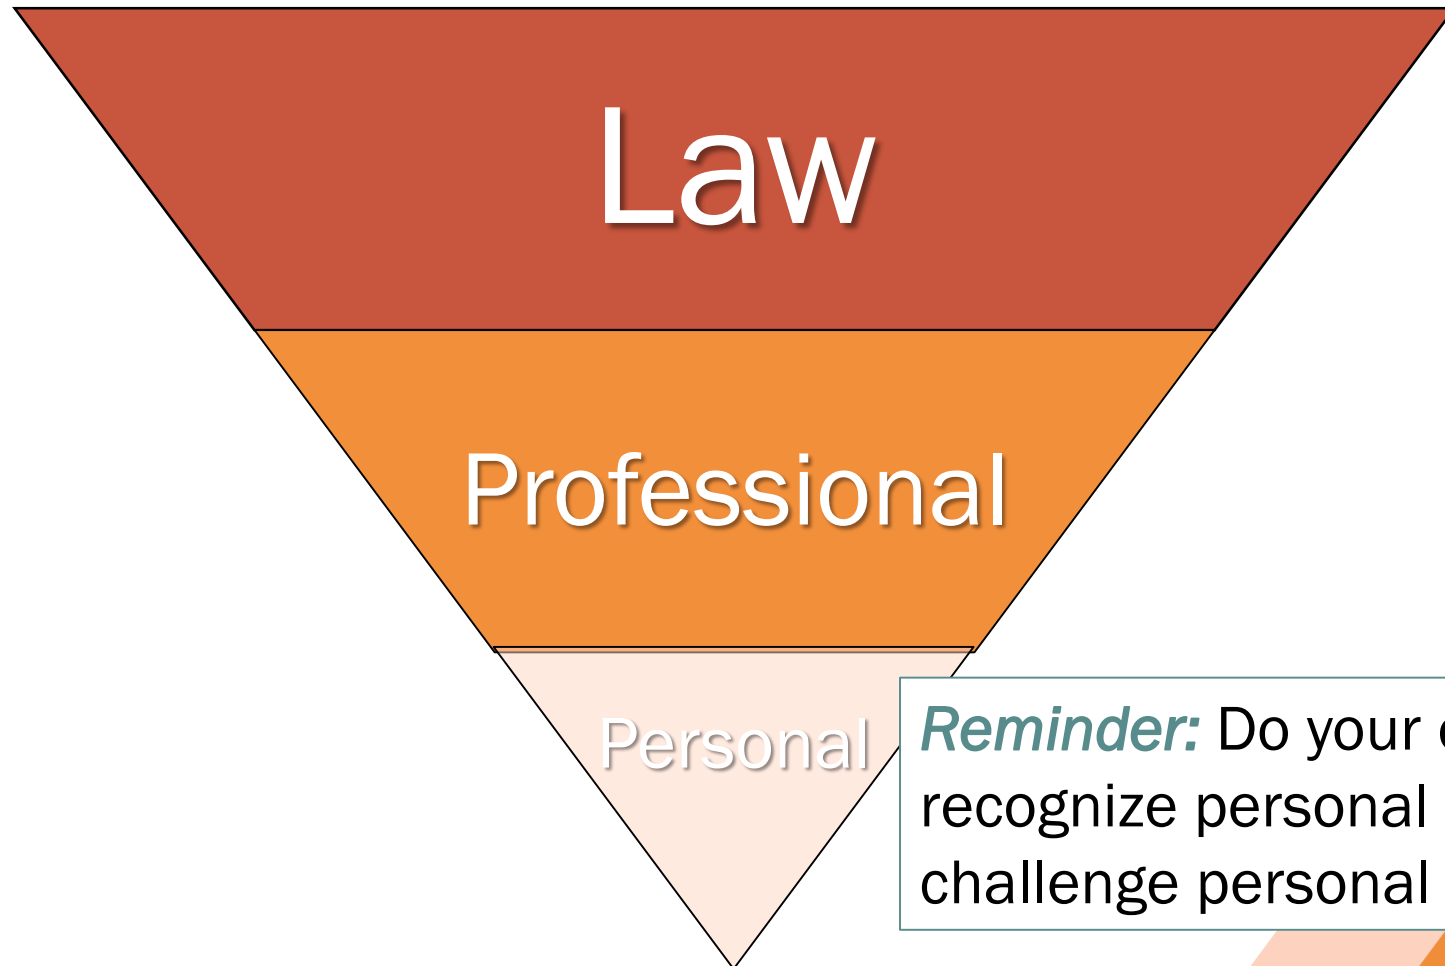 Law
Professional
Personal
Reminder: Do your
recognize personal
challenge personal